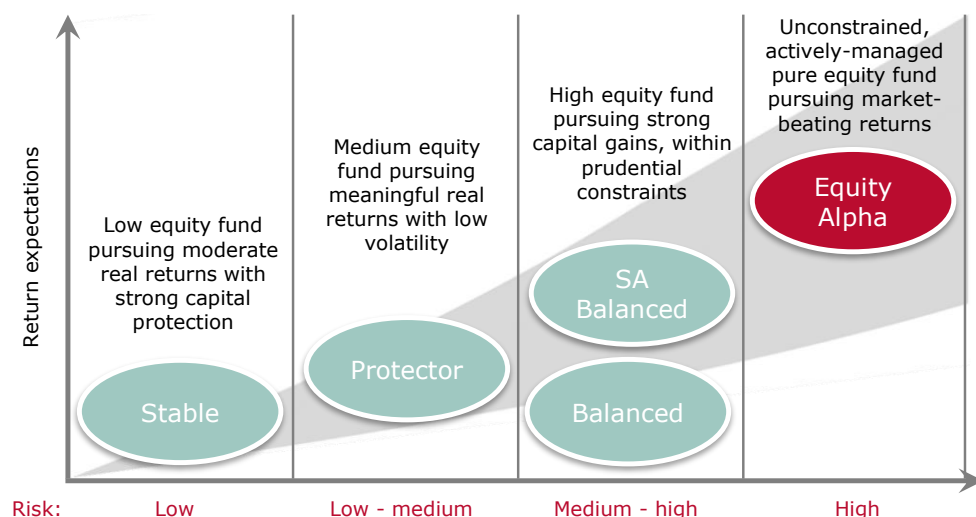 Return expectations
Low equity fund
pursuing moderate
real returns with
strong capital
protection
Stable
Medium equity
fund pursuing
meaningful real
returns with low
volatility
Protector
High equity fund
pursuing strong
capital gains, within
prudential
constraints
SA
Balanced
Balanced
Unconstrained,
actively-managed
pure equity fund
pursuing market-
beating returns
Equity
Alpha
Risk:
Low
Low - medium
Medium - high
High